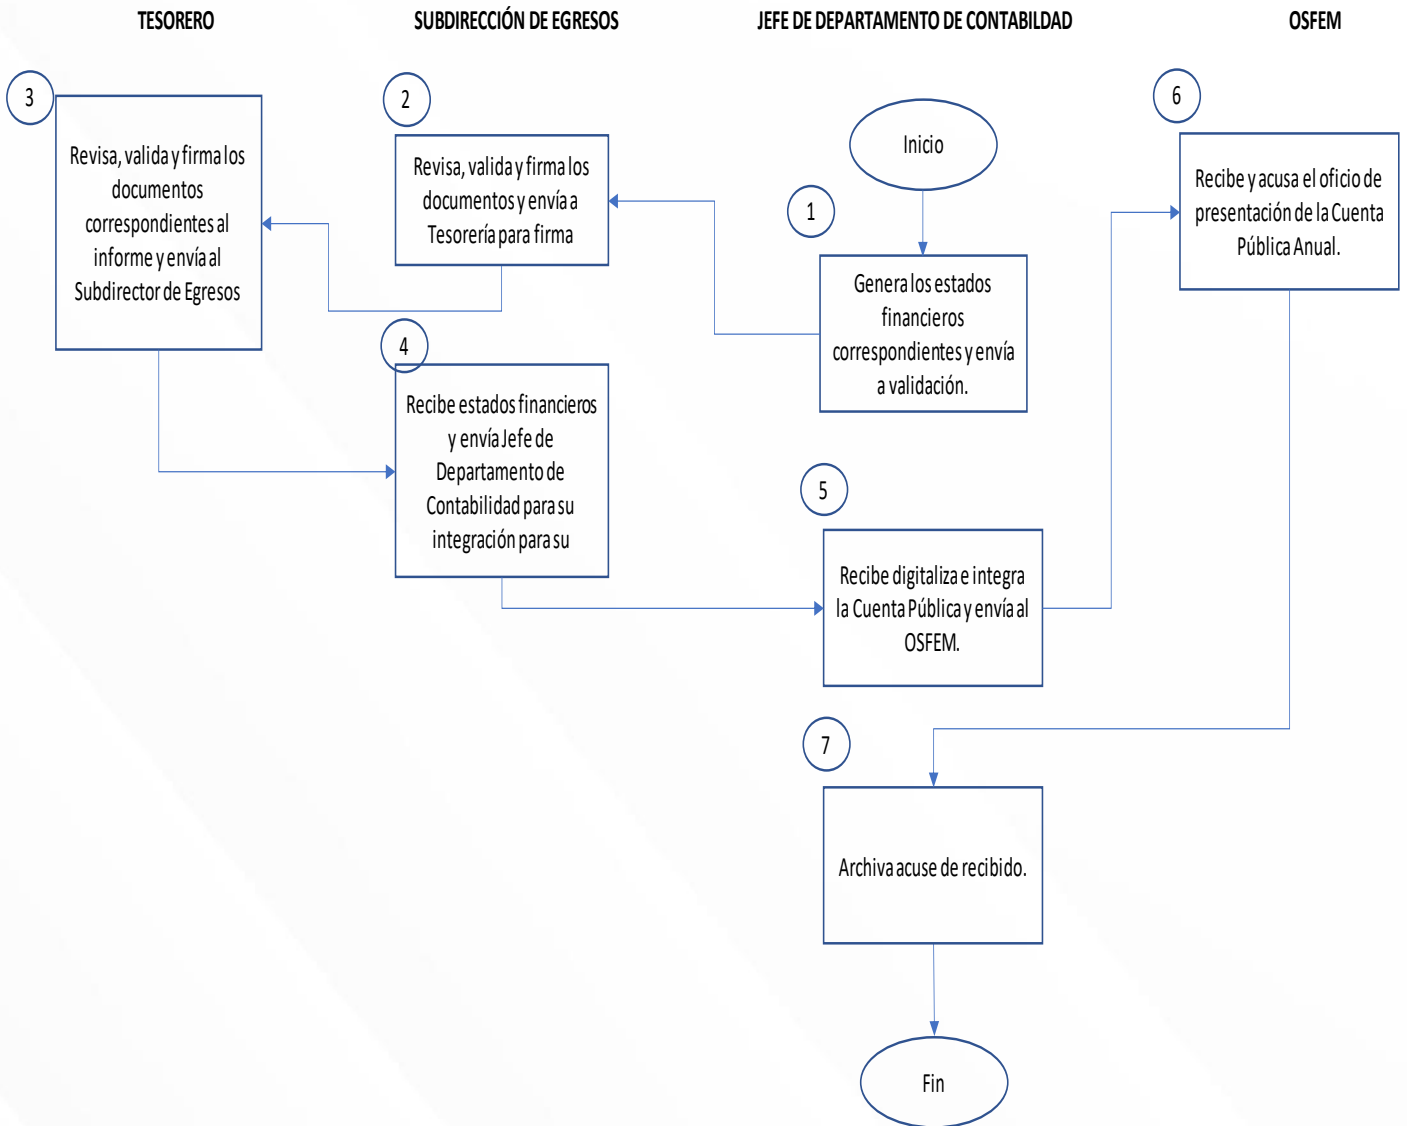 TESORERO
SUBDIRECCIÓN DE EGRESOS
JEFE DE DEPARTAMENTO DE CONTABILDAD
OSFEM
3
Revisa, valida y firma los
documentos
correspondientes al
informe y envía al
Subdirector de Egresos
2
Revisa, valida y firma los
documentos y envía a
Tesorería para firma
Inicio
1
Genera los estados
financieros
correspondientes y envía
a validación.
6
Recibe y acusa el oficio de
presentación de la Cuenta
Pública Anual.
4
Recibe estados financieros
y envía Jefe de
Departamento de
Contabilidad para su
integración para su
5
Recibe digitaliza e integra
la Cuenta Pública y envía al
OSFEM.
7
Archiva acuse de recibido.
Fin